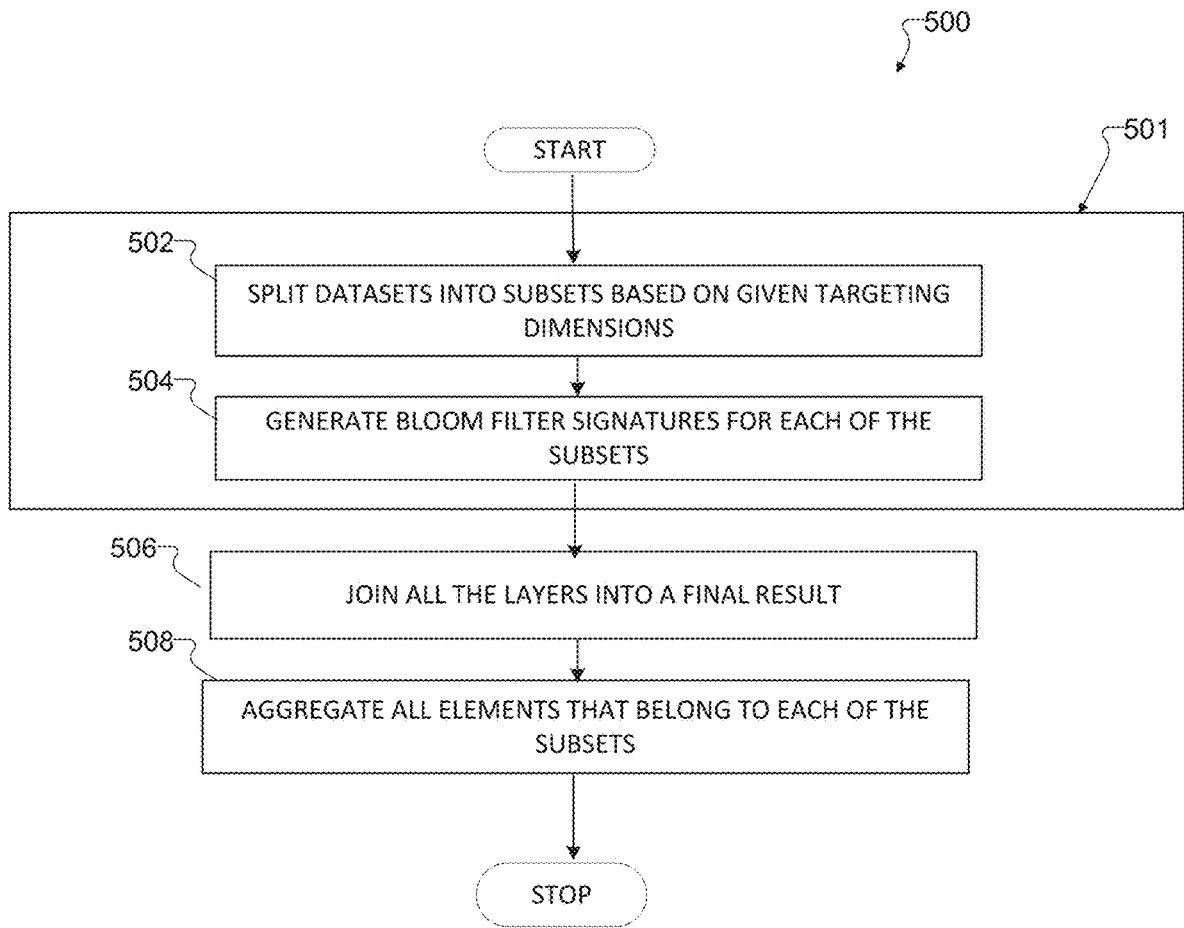 500
START
501
502
SPLIT DATASETS INTO SUBSETS BASED ON GIVEN TARGETING
DIMENSIONS
504
GENERATE BLOOM FILTER SIGNATURES FOR EACH OF THE
SUBSETS
506
JOIN ALL THE LAYERS INTO A FINAL RESULT
508
AGGREGATE ALL ELEMENTS THAT BELONG TO EACH OF THE
SUBSETS
STOP